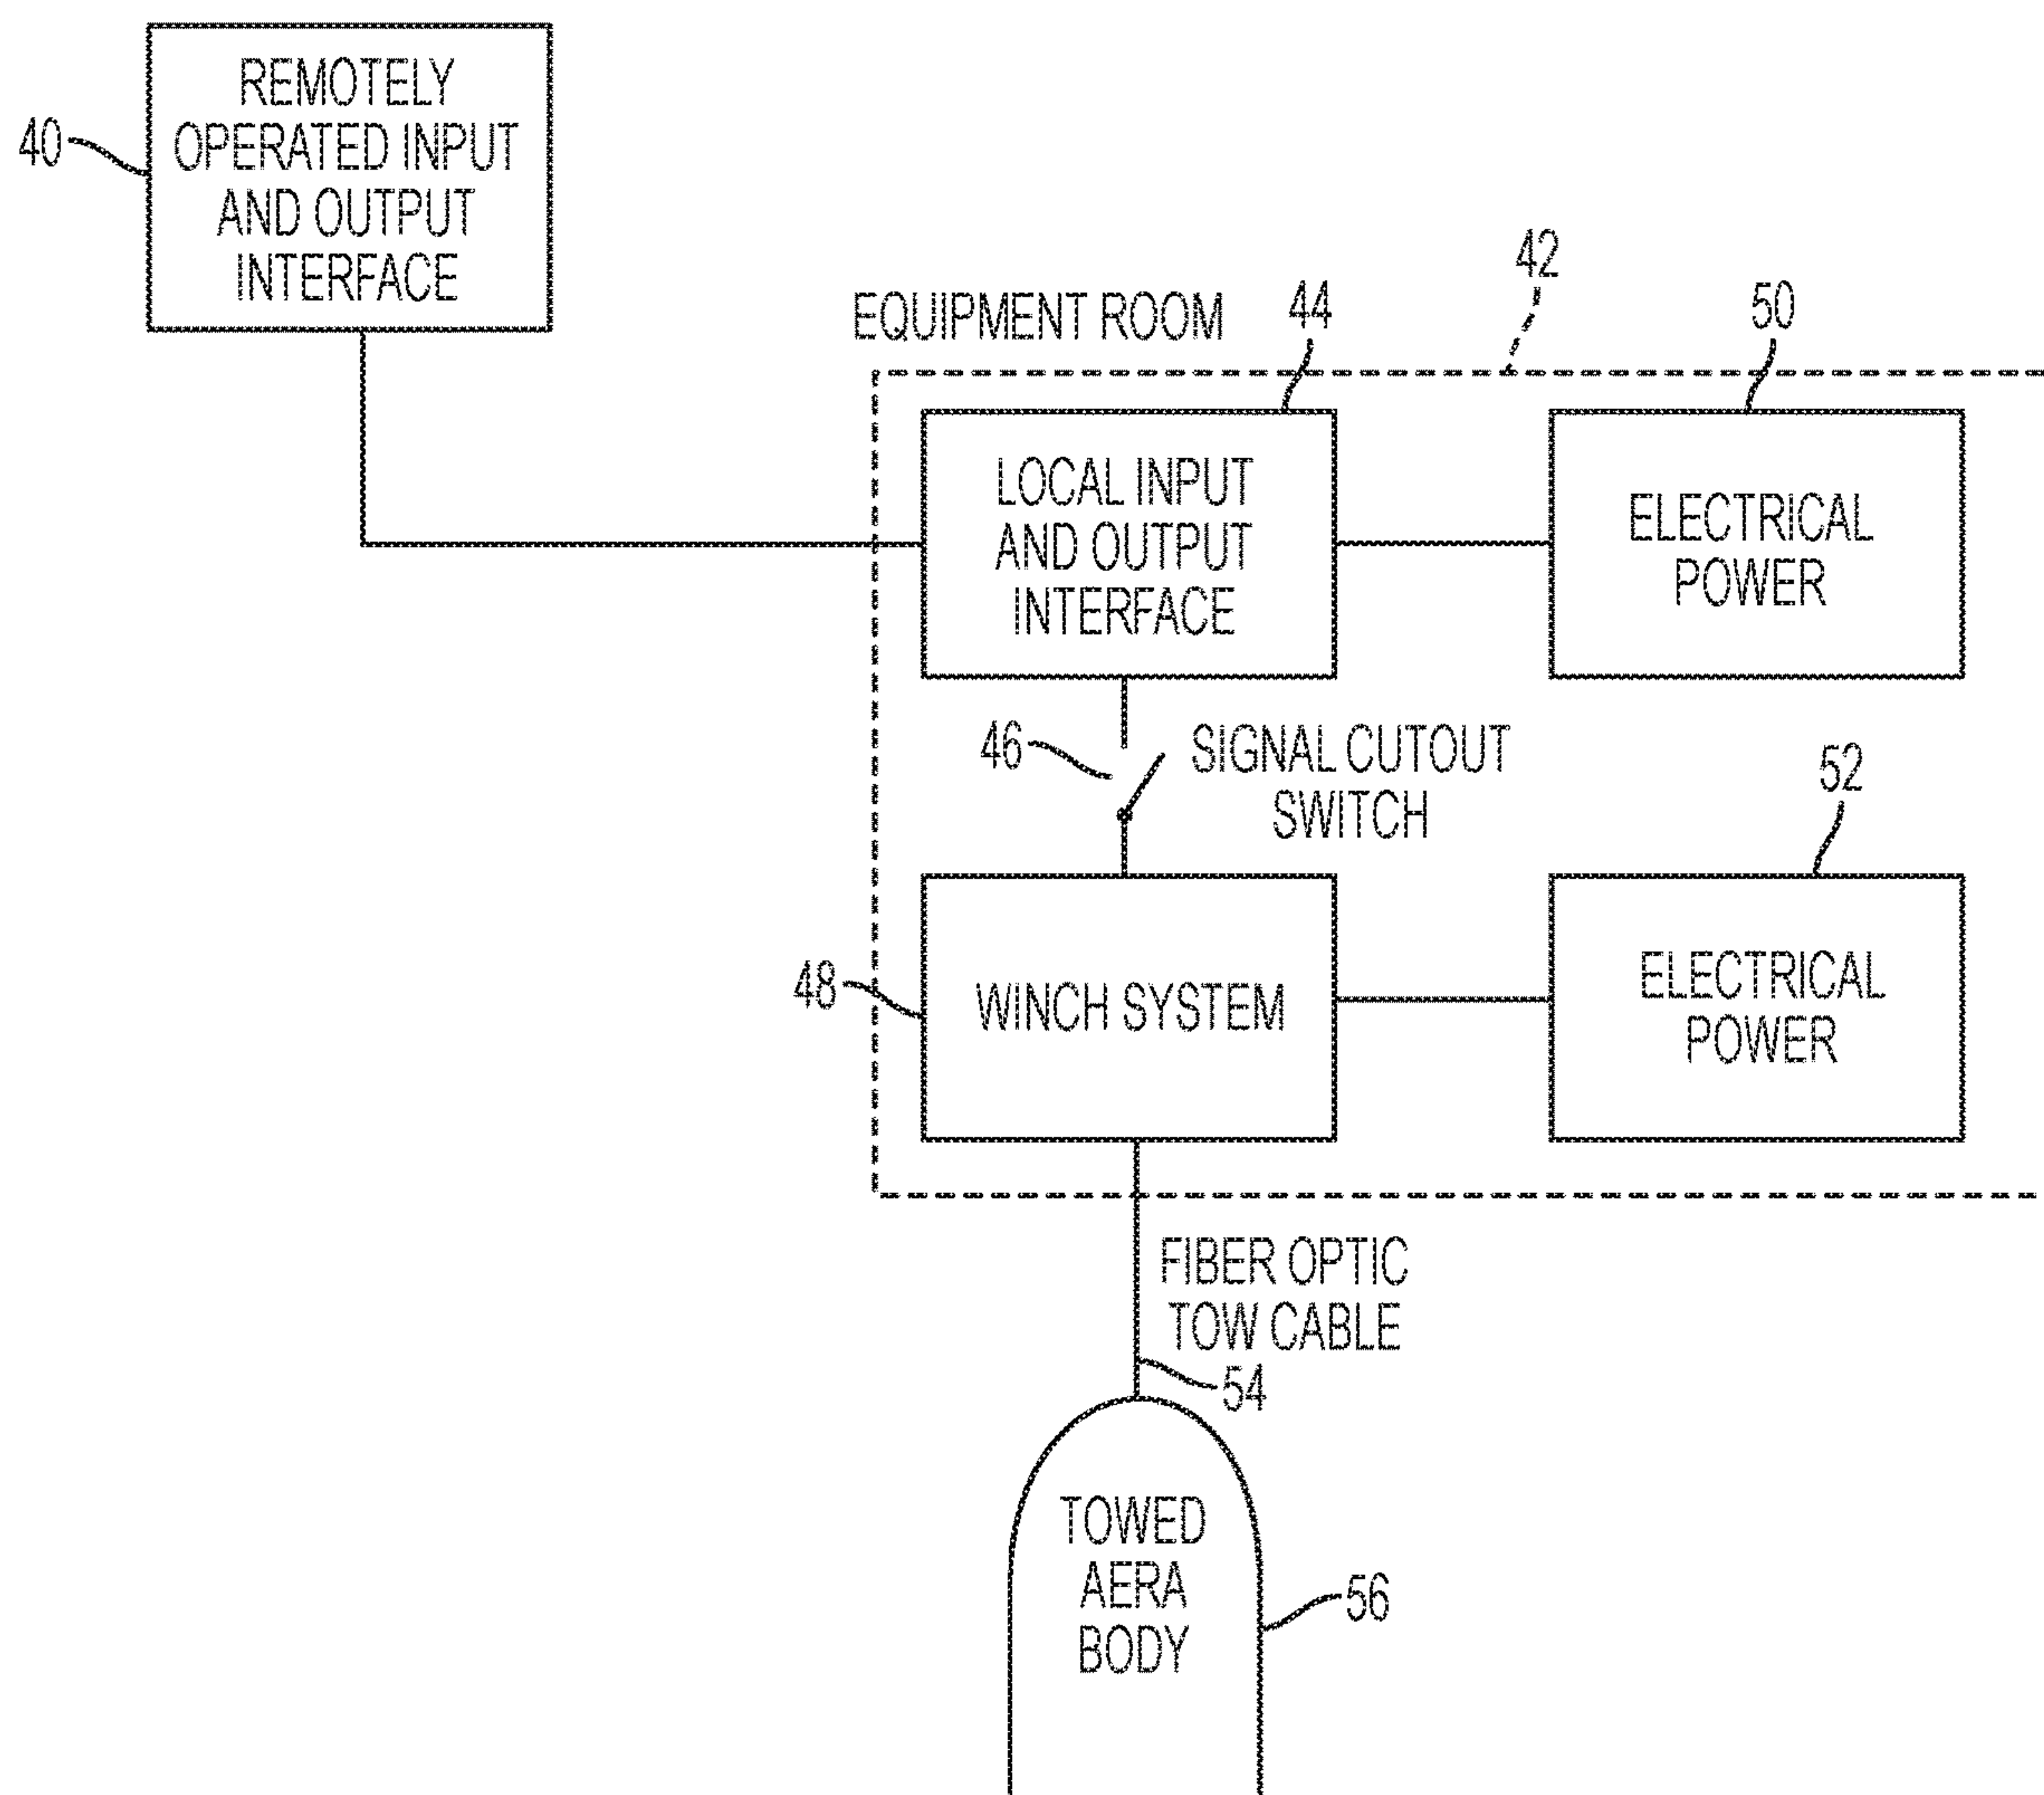 REMOTELY
OPERATED INPUT
AND OUTPUT
INTERFACE
40
42
EQUIPMENT ROOM
44
50
LOCAL INPUT
AND OUTPUT
INTERFACE
ELECTRICAL
POWER
46
SIGNAL CUTOUT
SWITCH
52
48
WINCH SYSTEM
ELECTRICAL
POWER
FIBER OPTIC
TOW CABLE
54
TOWED
AERA
BODY
56